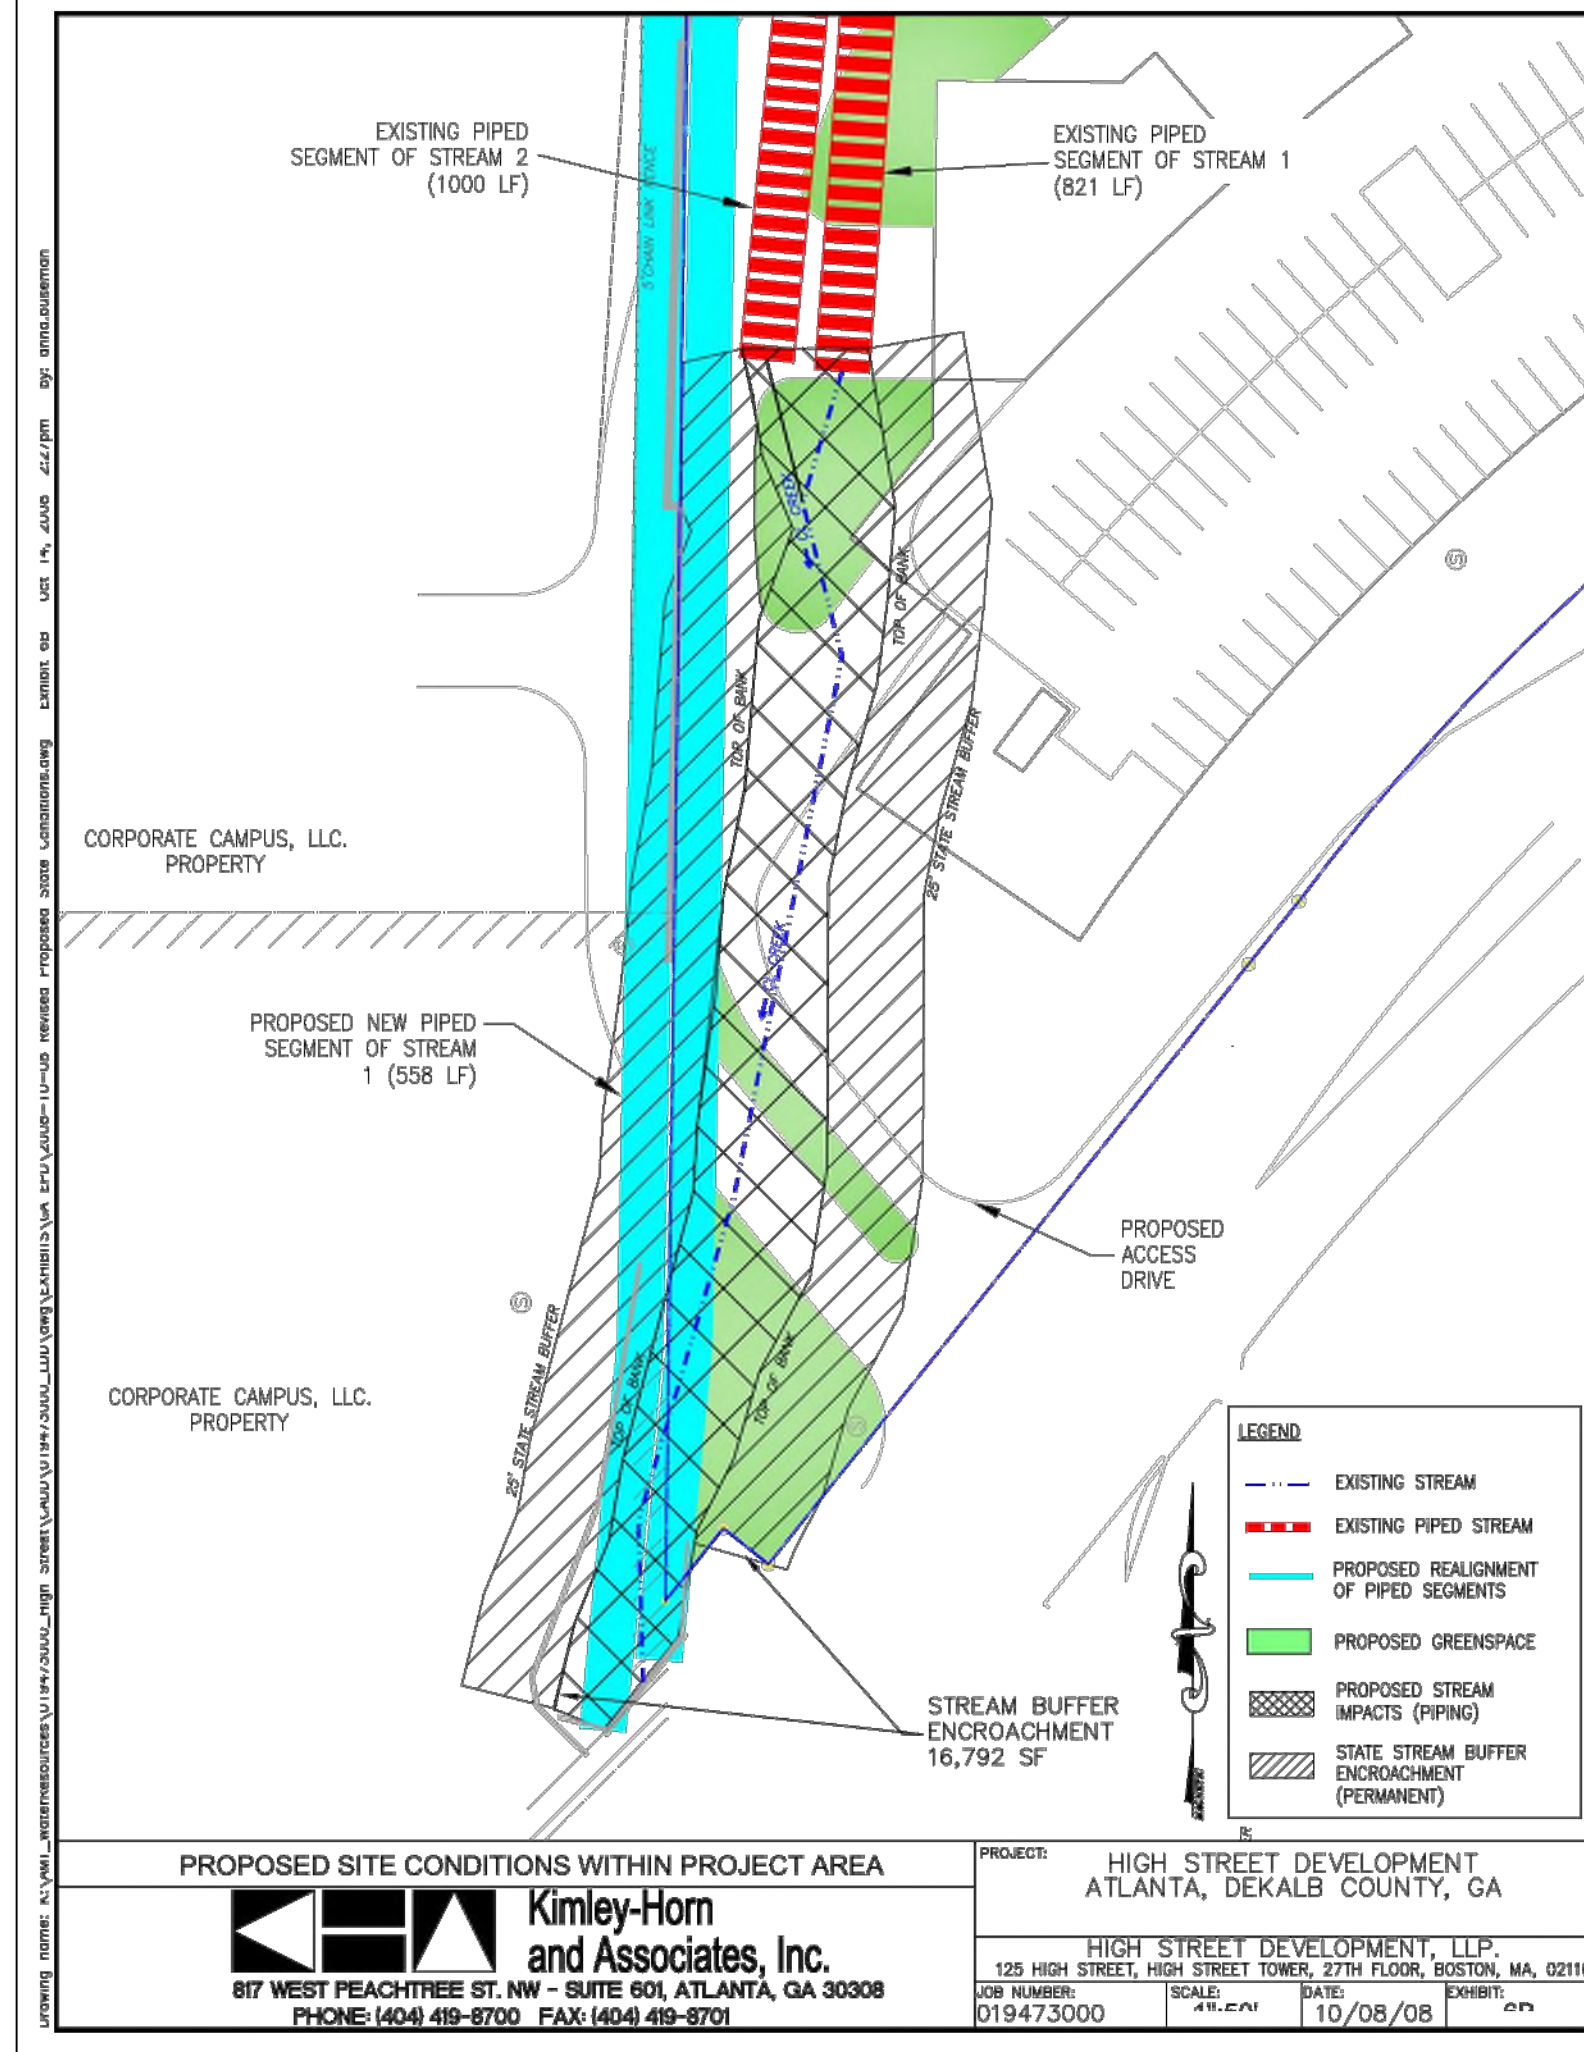 EXISTING PIPED
SEGMENT OF STREAM 2
(1000 LF)
EXISTING PIPED
SEGMENT OF STREAM 1
(821 LF)
5'CHAIN LINK FENCE
CREEK
TOP OF BANK
TOP OF BANK
25' STATE STREAM BUFFER
CORPORATE CAMPUS, LLC.
PROPERTY
CREEK
PROPOSED NEW PIPED
SEGMENT OF STREAM
1 (558 LF)
PROPOSED
ACCESS
DRIVE
25' STATE STREAM BUFFER
TOP OF BANK
TOP OF BANK
CORPORATE CAMPUS, LLC.
PROPERTY
STREAM BUFFER
ENCROACHMENT
16,792 SF
LEGEND
EXISTING STREAM
EXISTING PIPED STREAM
PROPOSED REALIGNMENT
OF PIPED SEGMENTS
PROPOSED GREENSPACE
PROPOSED STREAM
IMPACTS (PIPING)
STATE STREAM BUFFER
ENCROACHMENT
(PERMANENT)
PROPOSED SITE CONDITIONS WITHIN PROJECT AREA
Kimley-Horn
and Associates, Inc.
817 WEST PEACHTREE ST. NW - SUITE 601, ATLANTA, GA 30308
PHONE: (404) 419-8700 FAX: (404) 419-8701
PROJECT:
HIGH STREET DEVELOPMENT
ATLANTA, DEKALB COUNTY, GA
HIGH STREET DEVELOPMENT, LLP.
125 HIGH STREET, HIGH STREET TOWER, 27TH FLOOR, BOSTON, MA, 0211
JOB NUMBER:
019473000
SCALE:
DATE:
10/08/08
EXHIBIT: